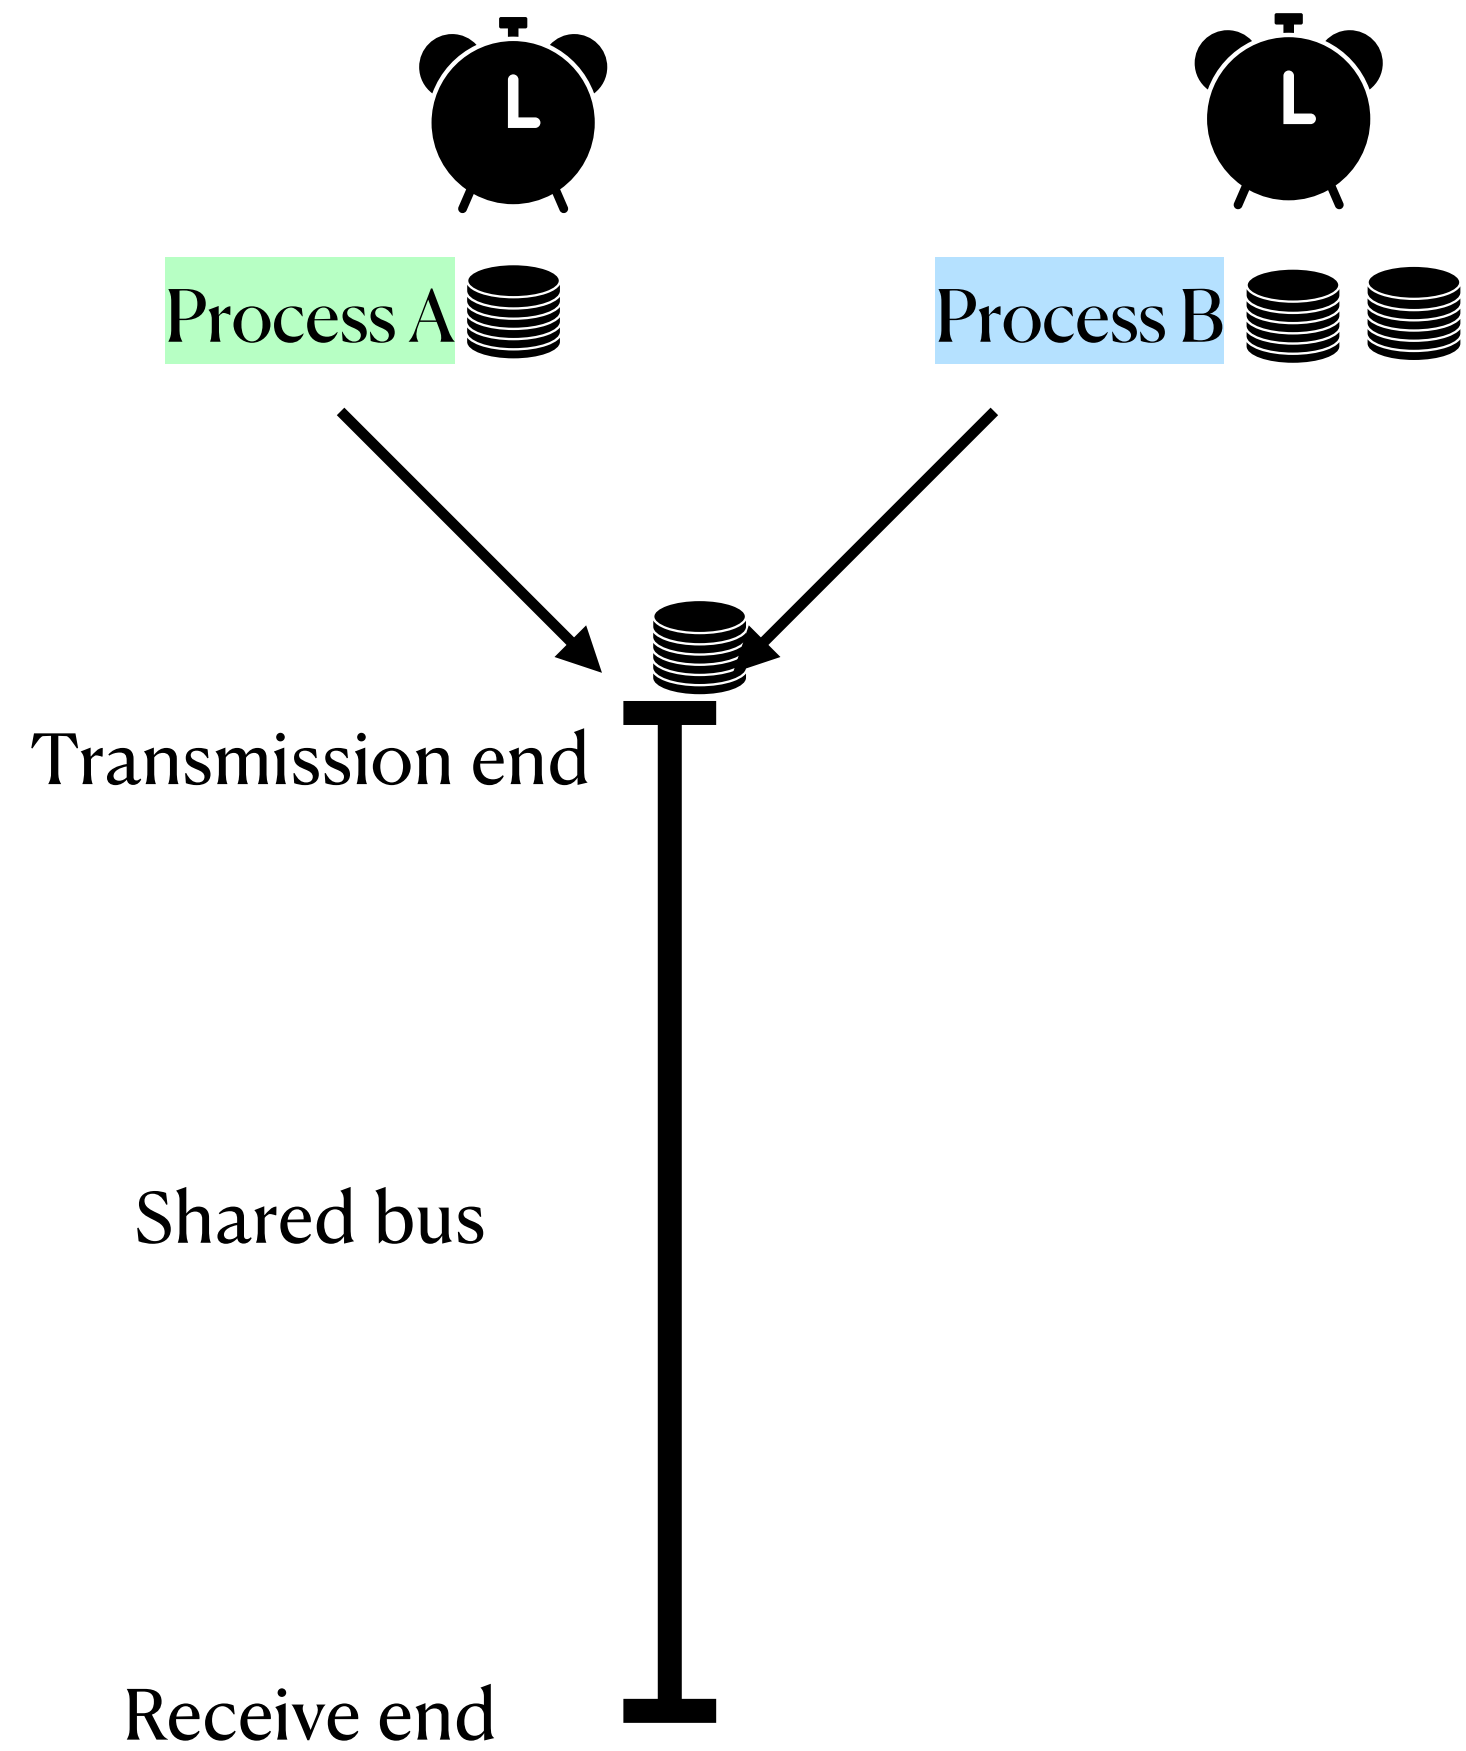 Process A
Process B
Transmission end
Shared bus
Receive end